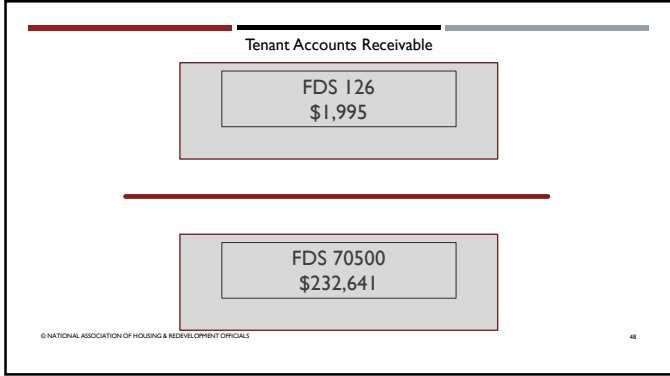 Tenant Accounts Receivable
FDS 126
$1,995
FDS 70500
$232,641
© NATIONAL ASSOCIATION OF HOUSING & REDEVELOPMENT OFFICIALS
48